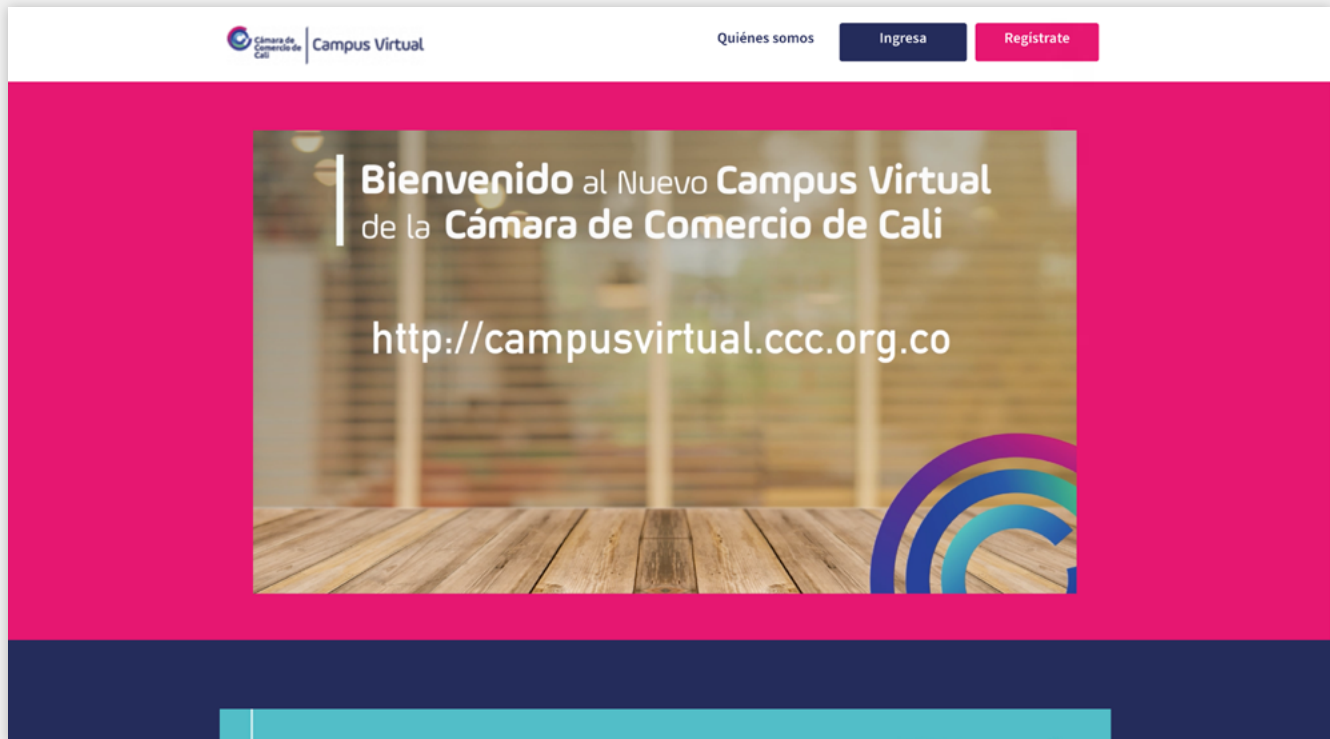 Cámara de
Comercio de
Cali
Campus Virtual
Quiénes somos
Ingresa
Regístrate
Bienvenido al Nuevo Campus Virtual
de la Cámara de Comercio de Cali
http://campusvirtual.ccc.org.co